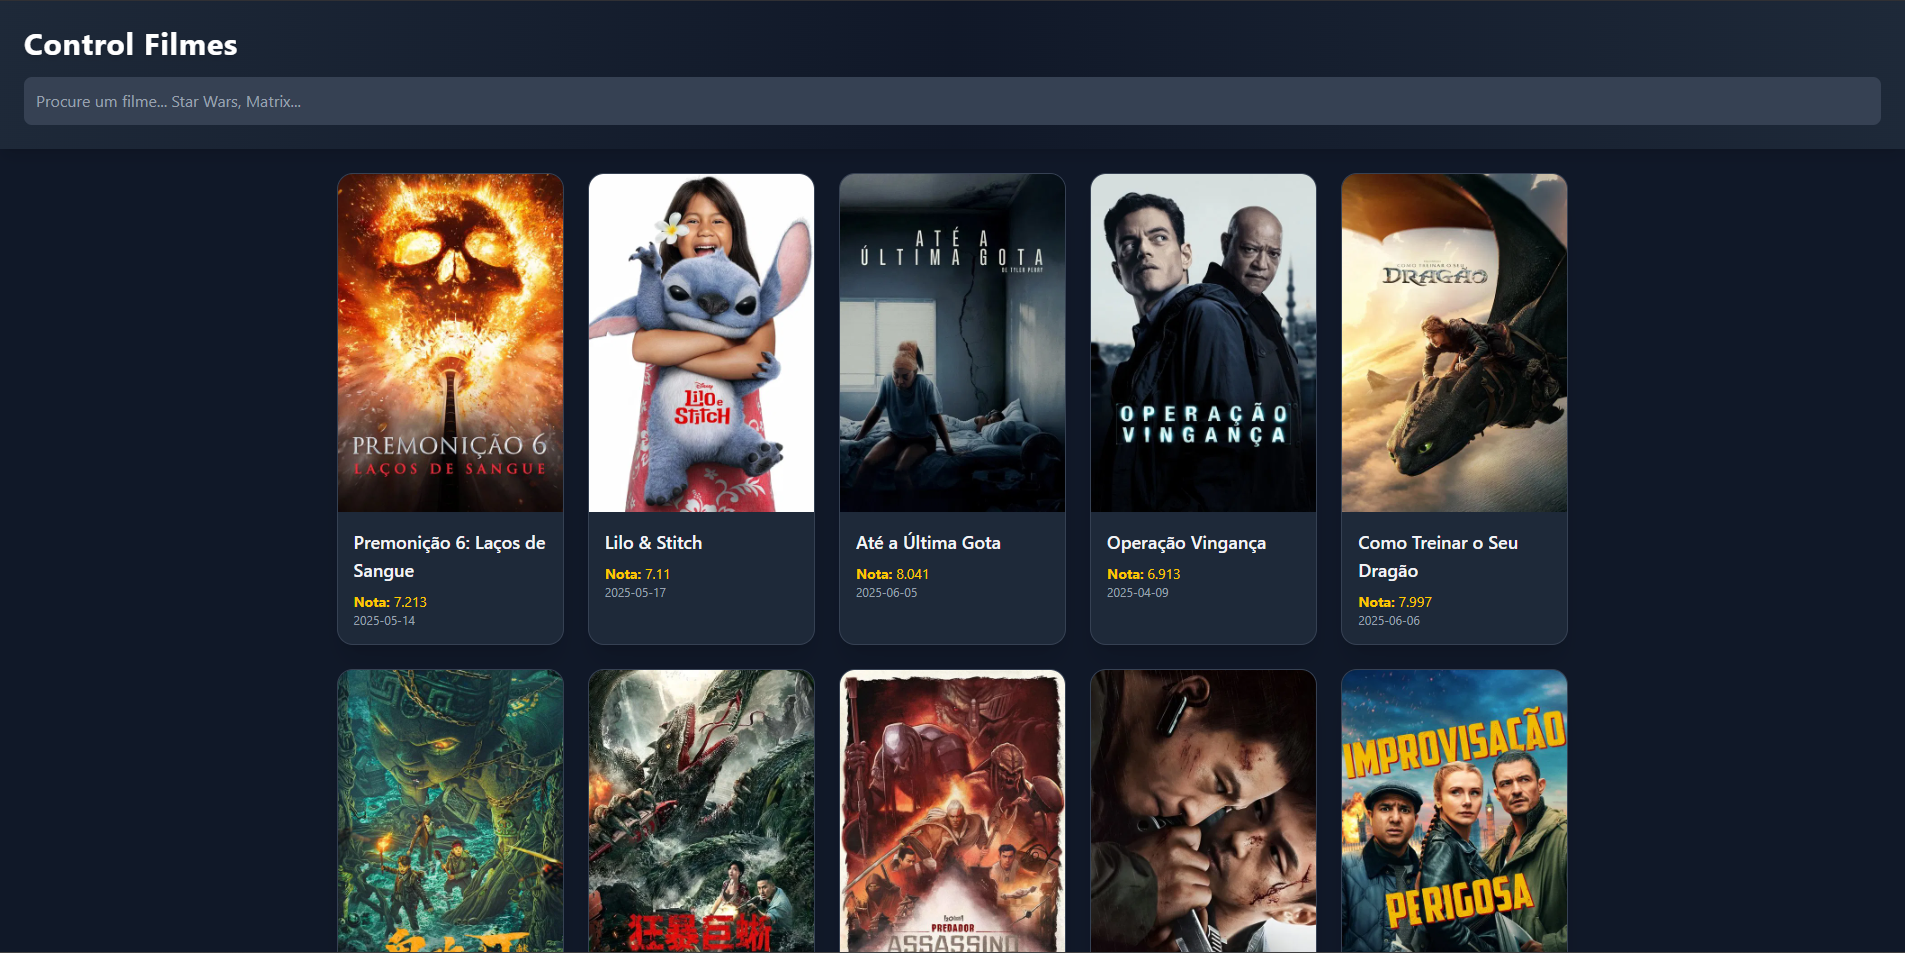 Control Filmes
Procure um filme... Star Wars, Matrix...
PREMONIÇÃO 6
LAÇOS DE SANGUE
Disney
Lilo e
Stitch
ATÉ A
ÚLTIMA GOTA
DE TYLER PERRY
OPERAÇÃO
VINGANÇA
COMO TREINAR O SEU
DRAGÃO
Premonição 6: Laços de
Sangue
Nota: 7.213
2025-05-14
Lilo & Stitch
Nota: 7.11
2025-05-17
Até a Última Gota
Nota: 8.041
2025-06-05
Operação Vingança
Nota: 6.913
2025-04-09
Como Treinar o Seu
Dragão
Nota: 7.997
2025-06-06
狂暴巨蜥
PREDADOR
ASSASSINO
IMPROVISAÇÃO
PERIGOSA